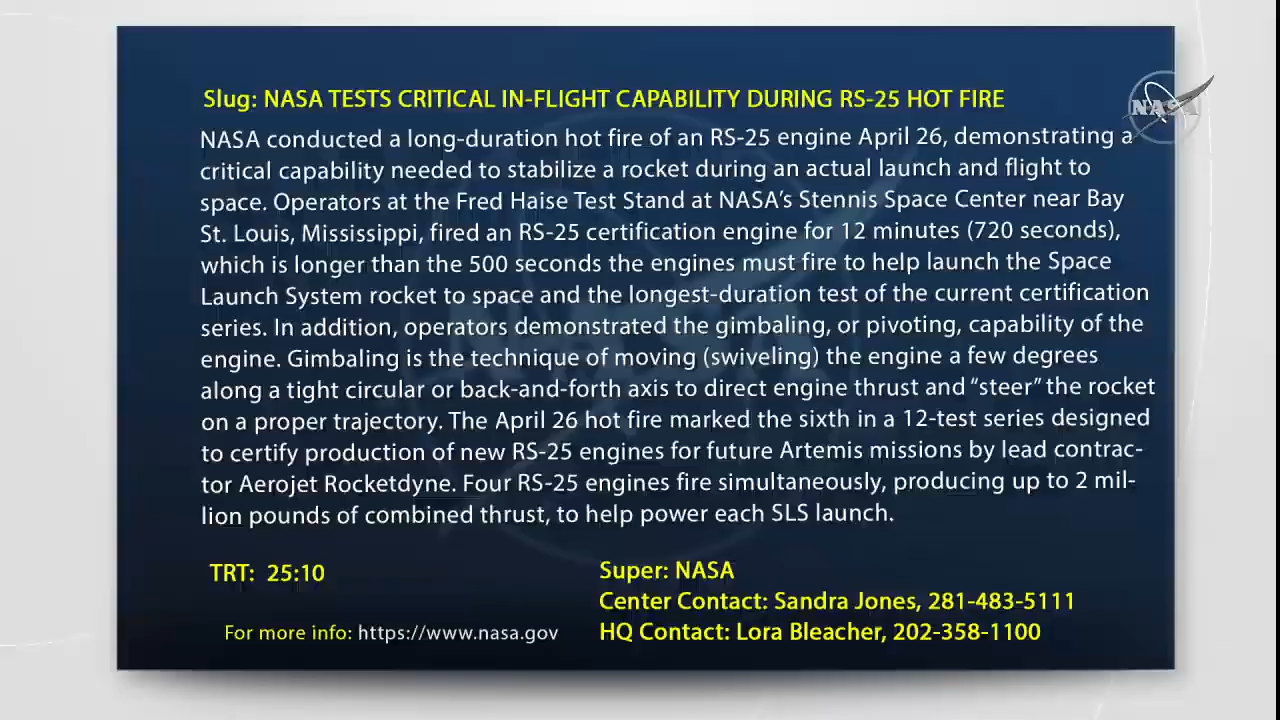 Slug: NASA TESTS CRITICAL IN-FLIGHT CAPABILITY DURING RS-25 HOT FIRE
NASA
NASA conducted a long-duration hot fire of an RS-25 engine April 26, demonstrating a
critical capability needed to stabilize a rocket during an actual launch and flight to
space. Operators at the Fred Haise Test Stand at NASA's Stennis Space Center near Bay
St. Louis, Mississippi, fired an RS-25 certification engine for 12 minutes (720 seconds),
which is longer than the 500 seconds the engines must fire to help launch the Space
Launch System rocket to space and the longest-duration test of the current certification
series. In addition, operators demonstrated the gimbaling, or pivoting, capability of the
engine. Gimbaling is the technique of moving (swiveling) the engine a few degrees
along a tight circular or back-and-forth axis to direct engine thrust and “steer” the rocket
on a proper trajectory. The April 26 hot fire marked the sixth in a 12-test series designed
to certify production of new RS-25 engines for future Artemis missions by lead contrac-
tor Aerojet Rocketdyne. Four RS-25 engines fire simultaneously, producing up to 2 mil-
lion pounds of combined thrust, to help power each SLS launch.
TRT: 25:10
Super: NASA
Center Contact: Sandra Jones, 281-483-5111
For more info: https://www.nasa.gov
HQ Contact: Lora Bleacher, 202-358-1100